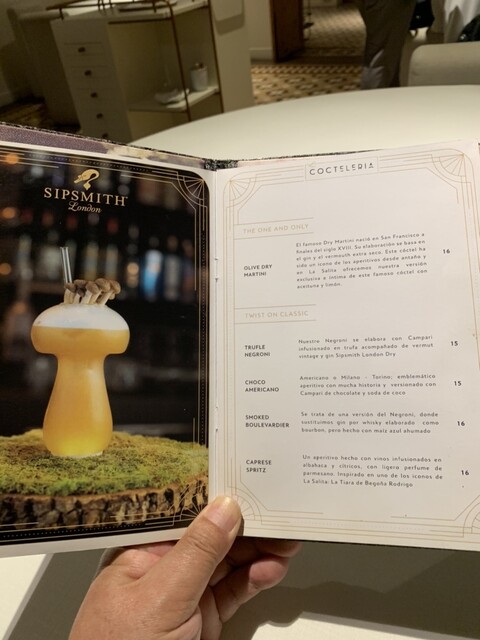 SIPSMITH
London
COCTELERIA
THE ONE AND ONLY
OLIVE DRY
MARTINI
El famoso Dry Martini nació en San Francisco a
finales del siglo XVIII. Su elaboración se basa en
el gin y el vermouth extra seco. Este cóctel ha
sido un icono de los aperitivos desde antaño y
en La Salita ofrecemos nuestra versión
exclusiva e íntima de este famoso cóctel con
aceituna y limón.
16
TWIST ON CLASSIC
TRUFLE
NEGRONI
Nuestro Negroni se elabora con Campari
infusionado en trufa acompañado de vermut
vintage y gin Sipsmith London Dry
15
CHOCO
AMERICANO
Americano o Milano - Torino; emblemático
aperitivo con mucha historia y versionado con
Campari de chocolate y soda de coco
15
SMOKED
BOULEVARDIER
Se trata de una versión del Negroni, donde
sustituimos gin por whisky elaborado como
bourbon, pero hecho con maíz azul ahumado
16
CAPRESE
SPRITZ
Un aperitivo hecho con vinos infusionados en
albahaca y cítricos, con ligero perfume de
parmesano. Inspirado en uno de los iconos de
La Salita: La Tiara de Begoña Rodrigo
16